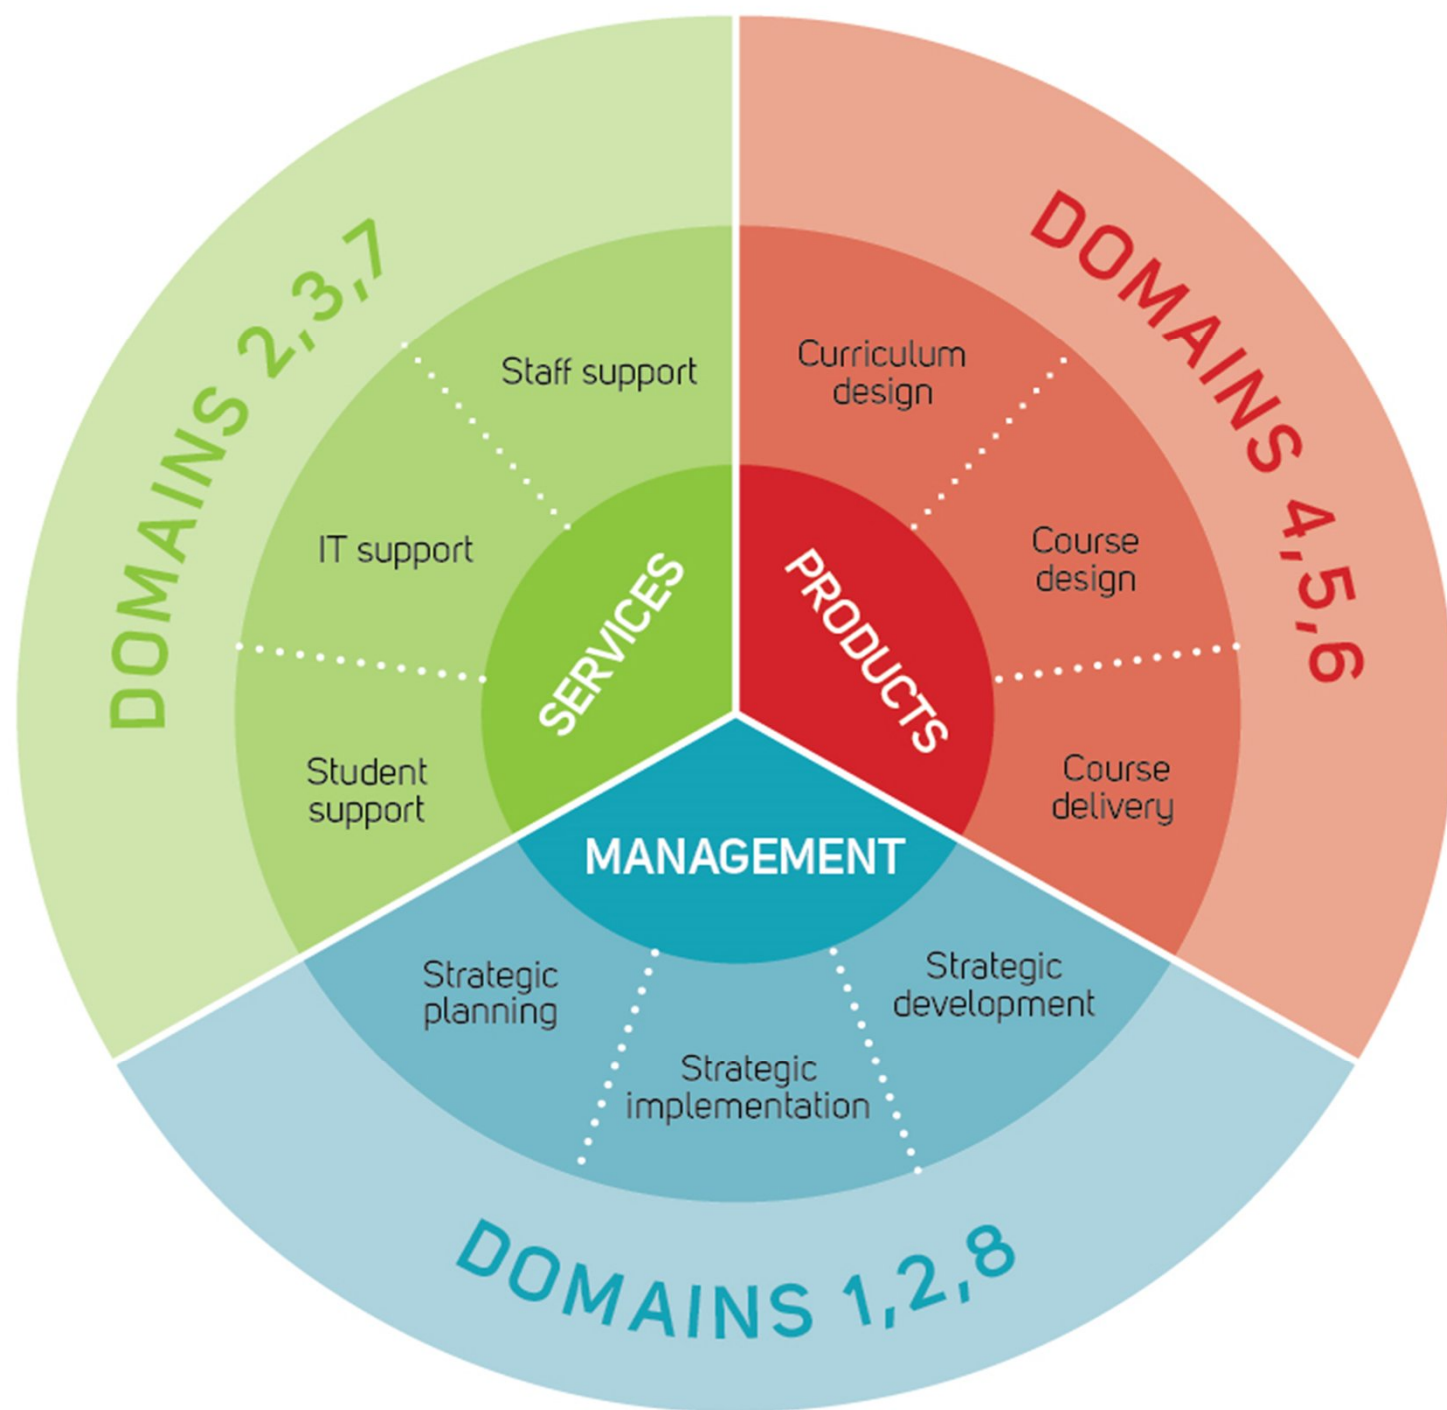 DOMAINS 2,3,7
Staff support
IT support
Student
support
SERVICES
DOMAINS 4,5,6
Curriculum
design
Course
design
Course
delivery
PRODUCTS
MANAGEMENT
Strategic
planning
Strategic
implementation
Strategic
development
DOMAINS 1,2,8